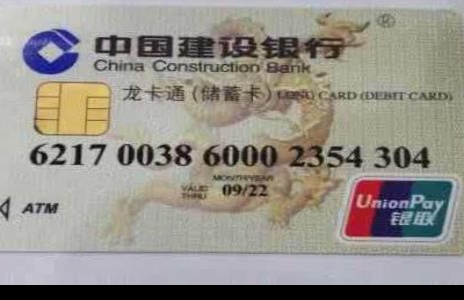 ®
中国建设银行
China Construction Bank
龙卡通(储蓄卡) LONG CARD (DEBIT CARD)
6217 0038 6000 2354 304
MONTH/YEAR
VALID THRU 09/22
ATM
UnionPay
银联